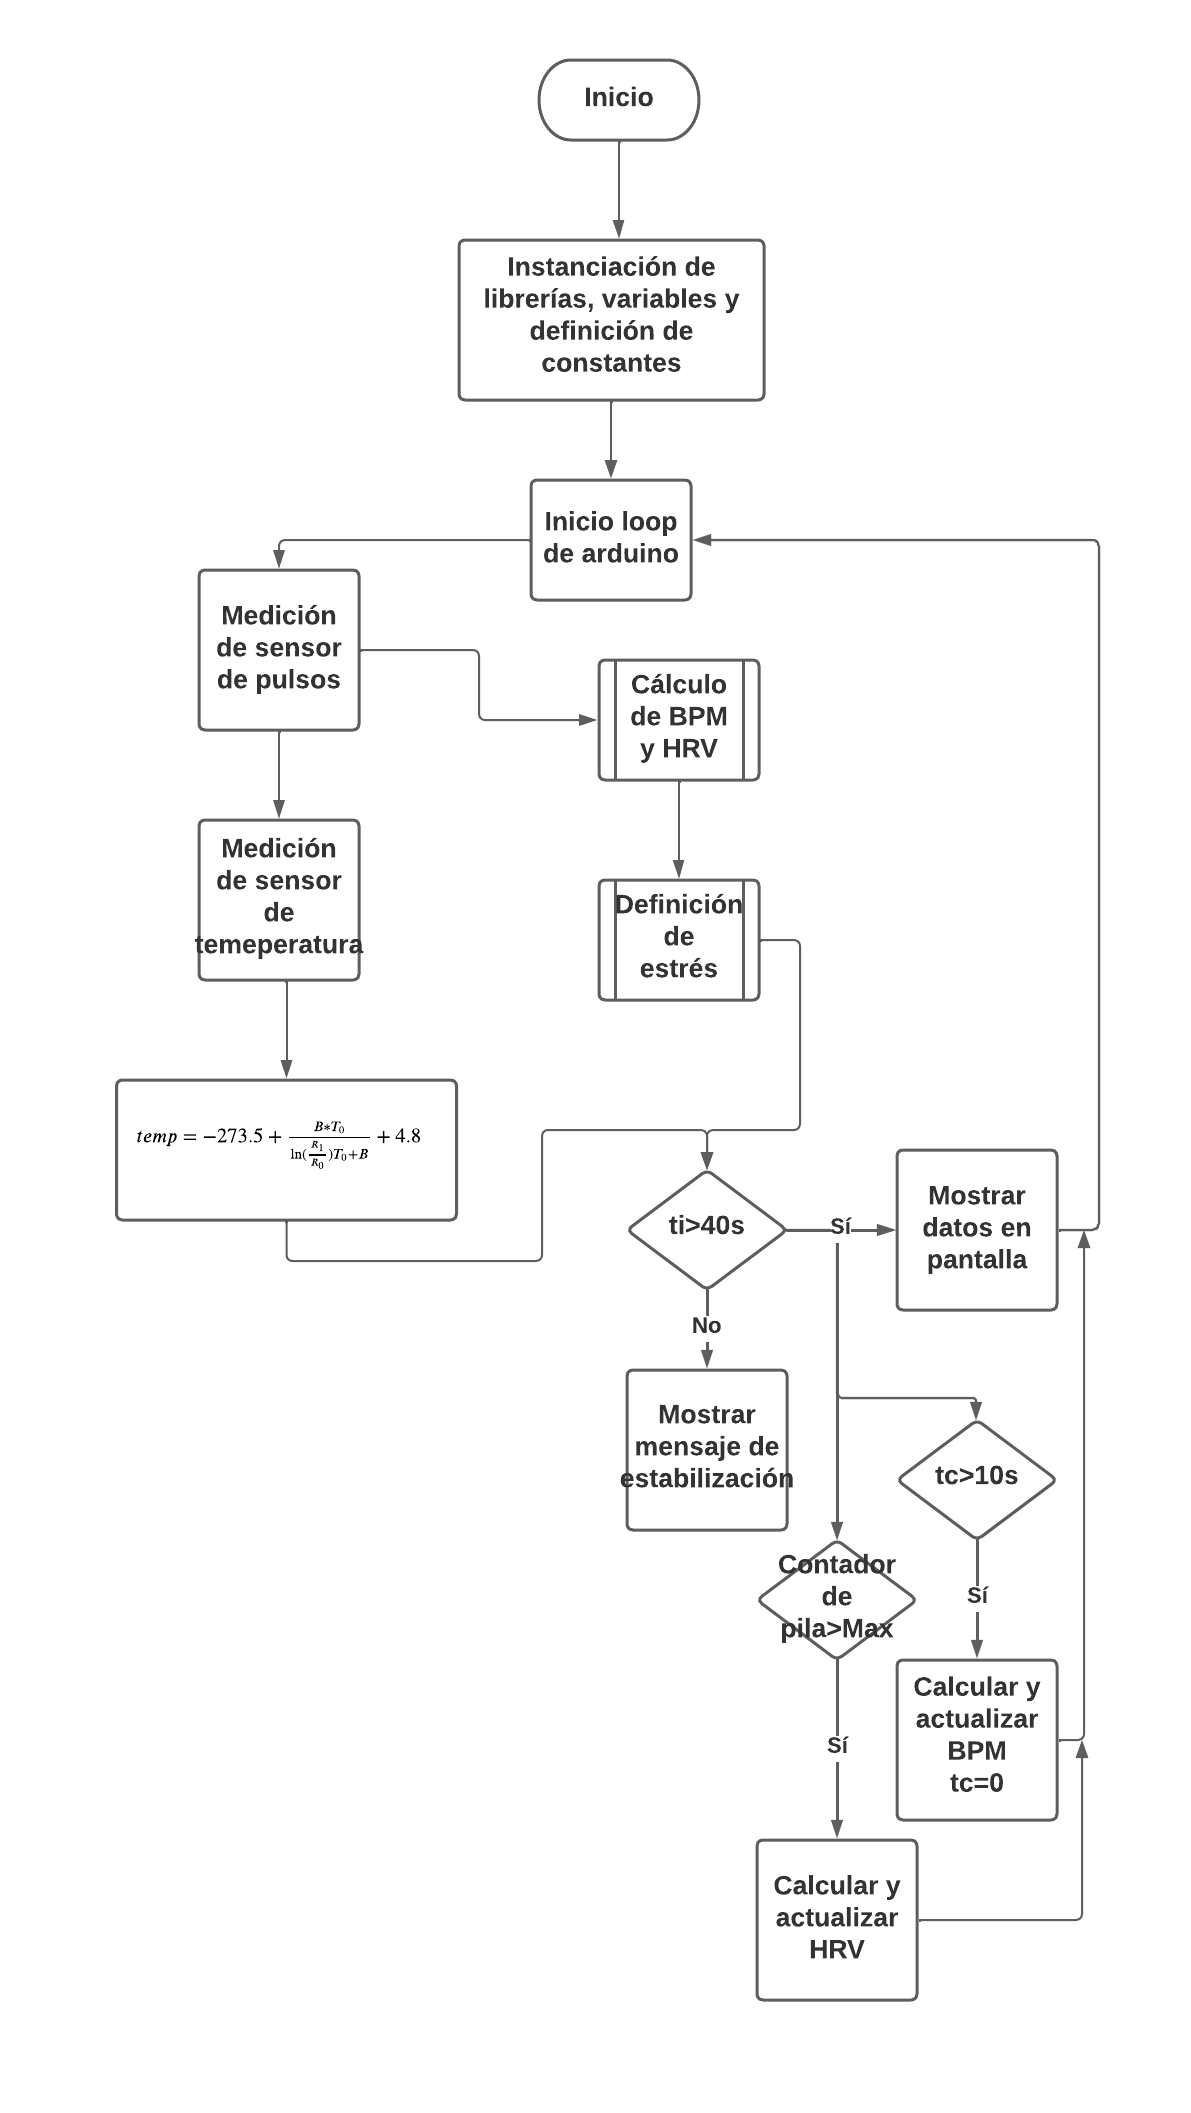 Inicio
Instanciación de
librerías, variables y
definición de
constantes
Inicio loop
de arduino
Medición
de sensor
de pulsos
Cálculo
de BPM
y HRV
Medición
de sensor
de
temeperatura
Definición
de
estrés
temp = −273.5 + \frac{B*T_0}{\ln(\frac{R_1}{R_0})T_0+B} + 4.8
ti>40s
Sí
Mostrar
datos en
pantalla
No
Mostrar
mensaje de
estabilización
tc>10s
Contador
de
pila>Max
Sí
Calcular y
actualizar
BPM
tc=0
Sí
Calcular y
actualizar
HRV